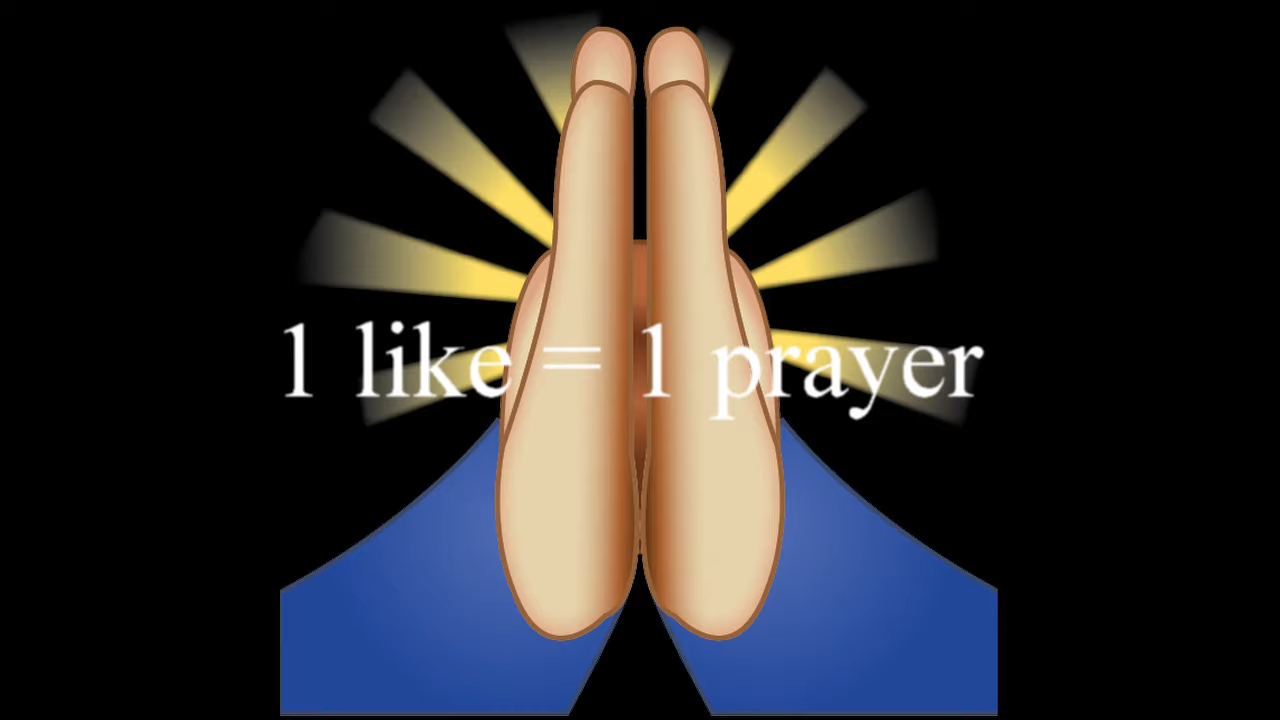 1 like = 1 prayer